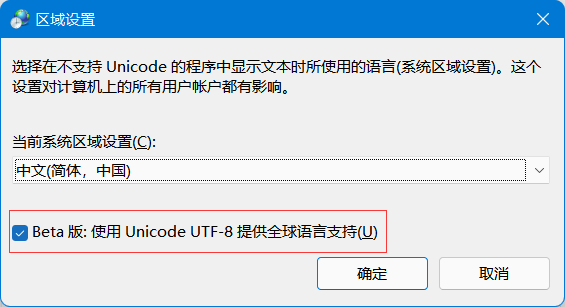 区域设置
选择在不支持 Unicode 的程序中显示文本时所使用的语言(系统区域设置)。这个
设置对计算机上的所有用户帐户都有影响。
当前系统区域设置(C):
中文(简体，中国)
Beta 版: 使用 Unicode UTF-8 提供全球语言支持(U)
确定
取消